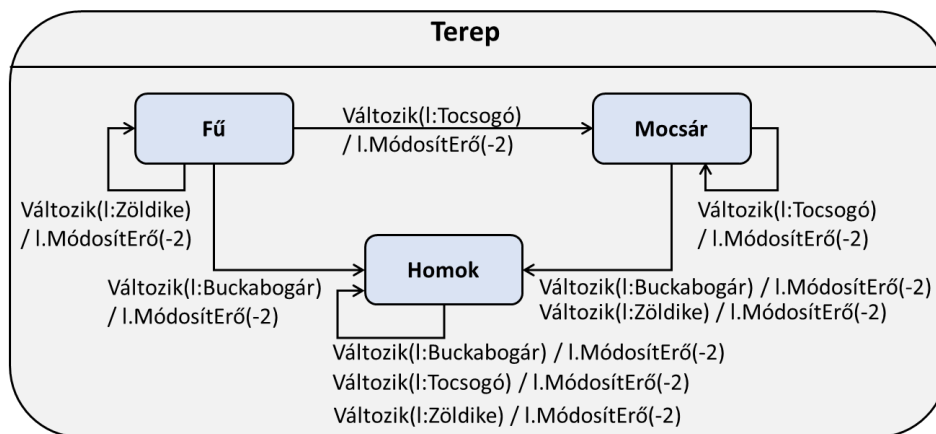 Terep
Fű
Változik(l:Tocsogó)
/ l.MódosítErő(-2)
Mocsár
Változik(l:Zöldike)
/ l.MódosítErő(-2)
Változik(l:Tocsogó)
/ l.MódosítErő(-2)
Homok
Változik(l:Buckabogár)
/ l.MódosítErő(-2)
Változik(l:Buckabogár) / l.MódosítErő(-2)
Változik(l:Zöldike) / l.MódosítErő(-2)
Változik(l:Buckabogár) / l.MódosítErő(-2)
Változik(l:Tocsogó) / l.MódosítErő(-2)
Változik(l:Zöldike) / l.MódosítErő(-2)